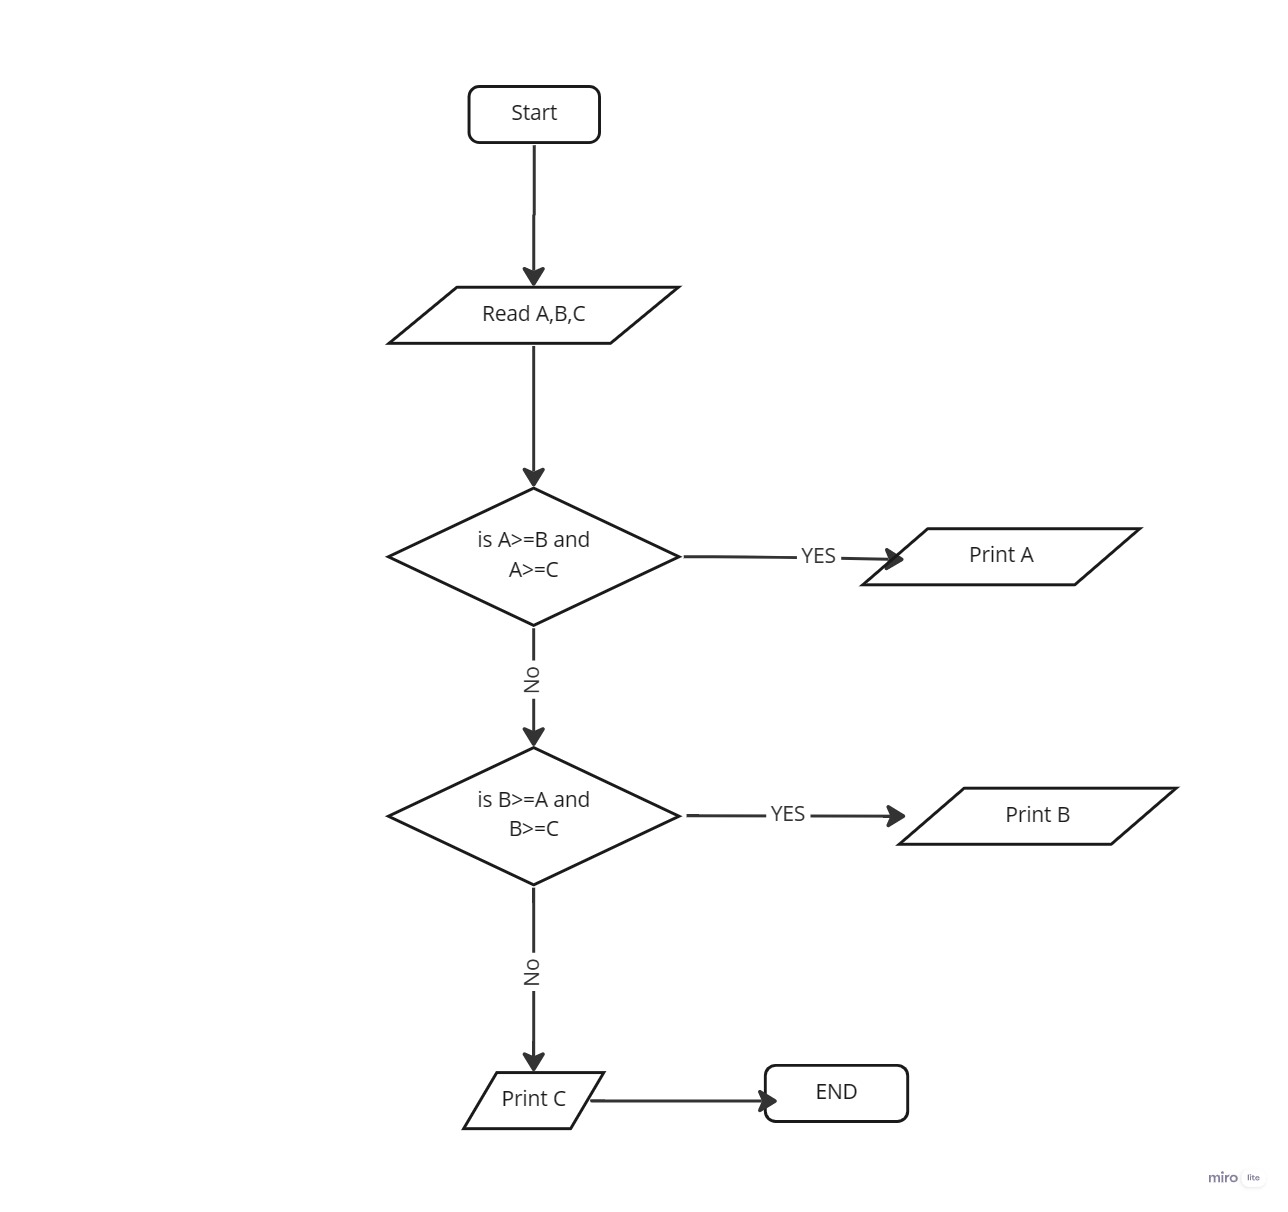 Start
Read A,B,C
is A>=B and
A>=C
YES
Print A
No
is B>=A and
B>=C
YES
Print B
No
Print C
END
miro lite